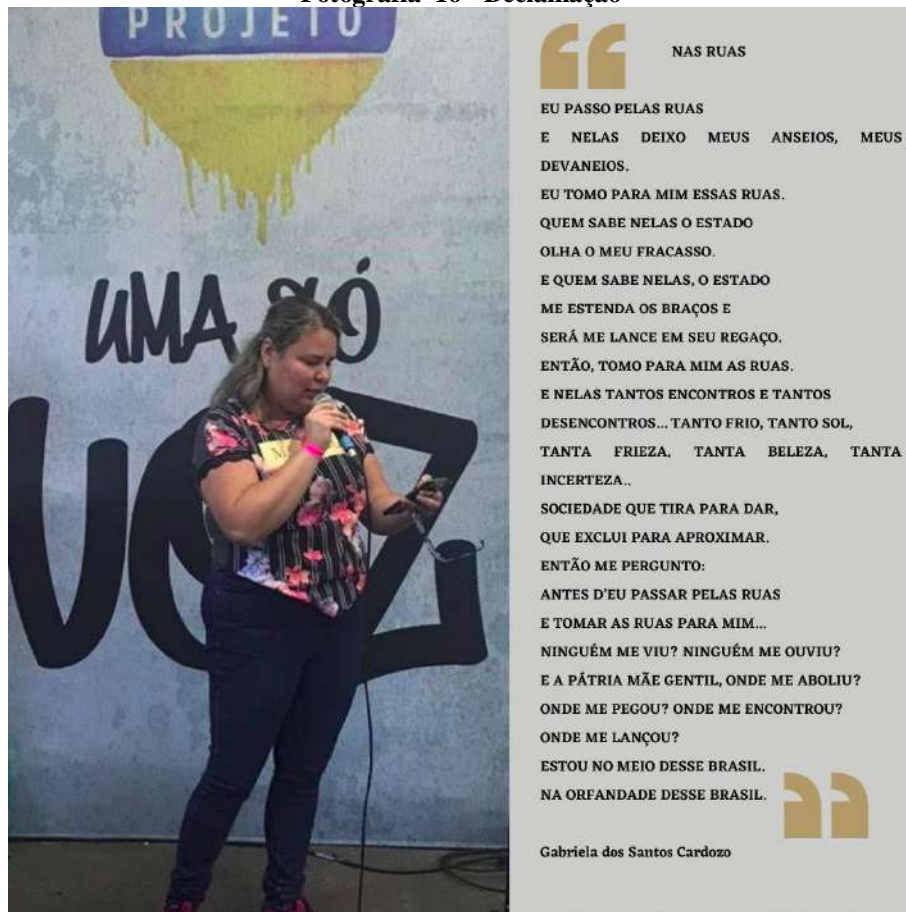 Fotografia 16 - Declamação
PROJETO
UMA SÓ
VOZ
NAS RUAS
EU PASSO PELAS RUAS
E NELAS DEIXO MEUS ANSEIOS, MEUS
DEVANEIOS.
EU TOMO PARA MIM ESSAS RUAS.
QUEM SABE NELAS O ESTADO
OLHA O MEU FRACASSO.
E QUEM SABE NELAS, O ESTADO
ME ESTENDA OS BRAÇOS E
SERÁ ME LANCE EM SEU REGAÇO.
ENTÃO, TOMO PARA MIM AS RUAS.
E NELAS TANTOS ENCONTROS E TANTOS
DESENCONTROS... TANTO FRIO, TANTO SOL,
TANTA FRIEZA, TANTA BELEZA, TANTA
INCERTEZA..
SOCIEDADE QUE TIRA PARA DAR,
QUE EXCLUI PARA APROXIMAR.
ENTÃO ME PERGUNTO:
ANTES D'EU PASSAR PELAS RUAS
E TOMAR AS RUAS PARA MIM...
NINGUÉM ME VIU? NINGUÉM ME OUVIU?
E A PÁTRIA MÃE GENTIL, ONDE ME ABOLIU?
ONDE ME PEGOU? ONDE ME ENCONTROU?
ONDE ME LANÇOU?
ESTOU NO MEIO DESSE BRASIL.
NA ORFANDADE DESSE BRASIL.
Gabriela dos Santos Cardozo